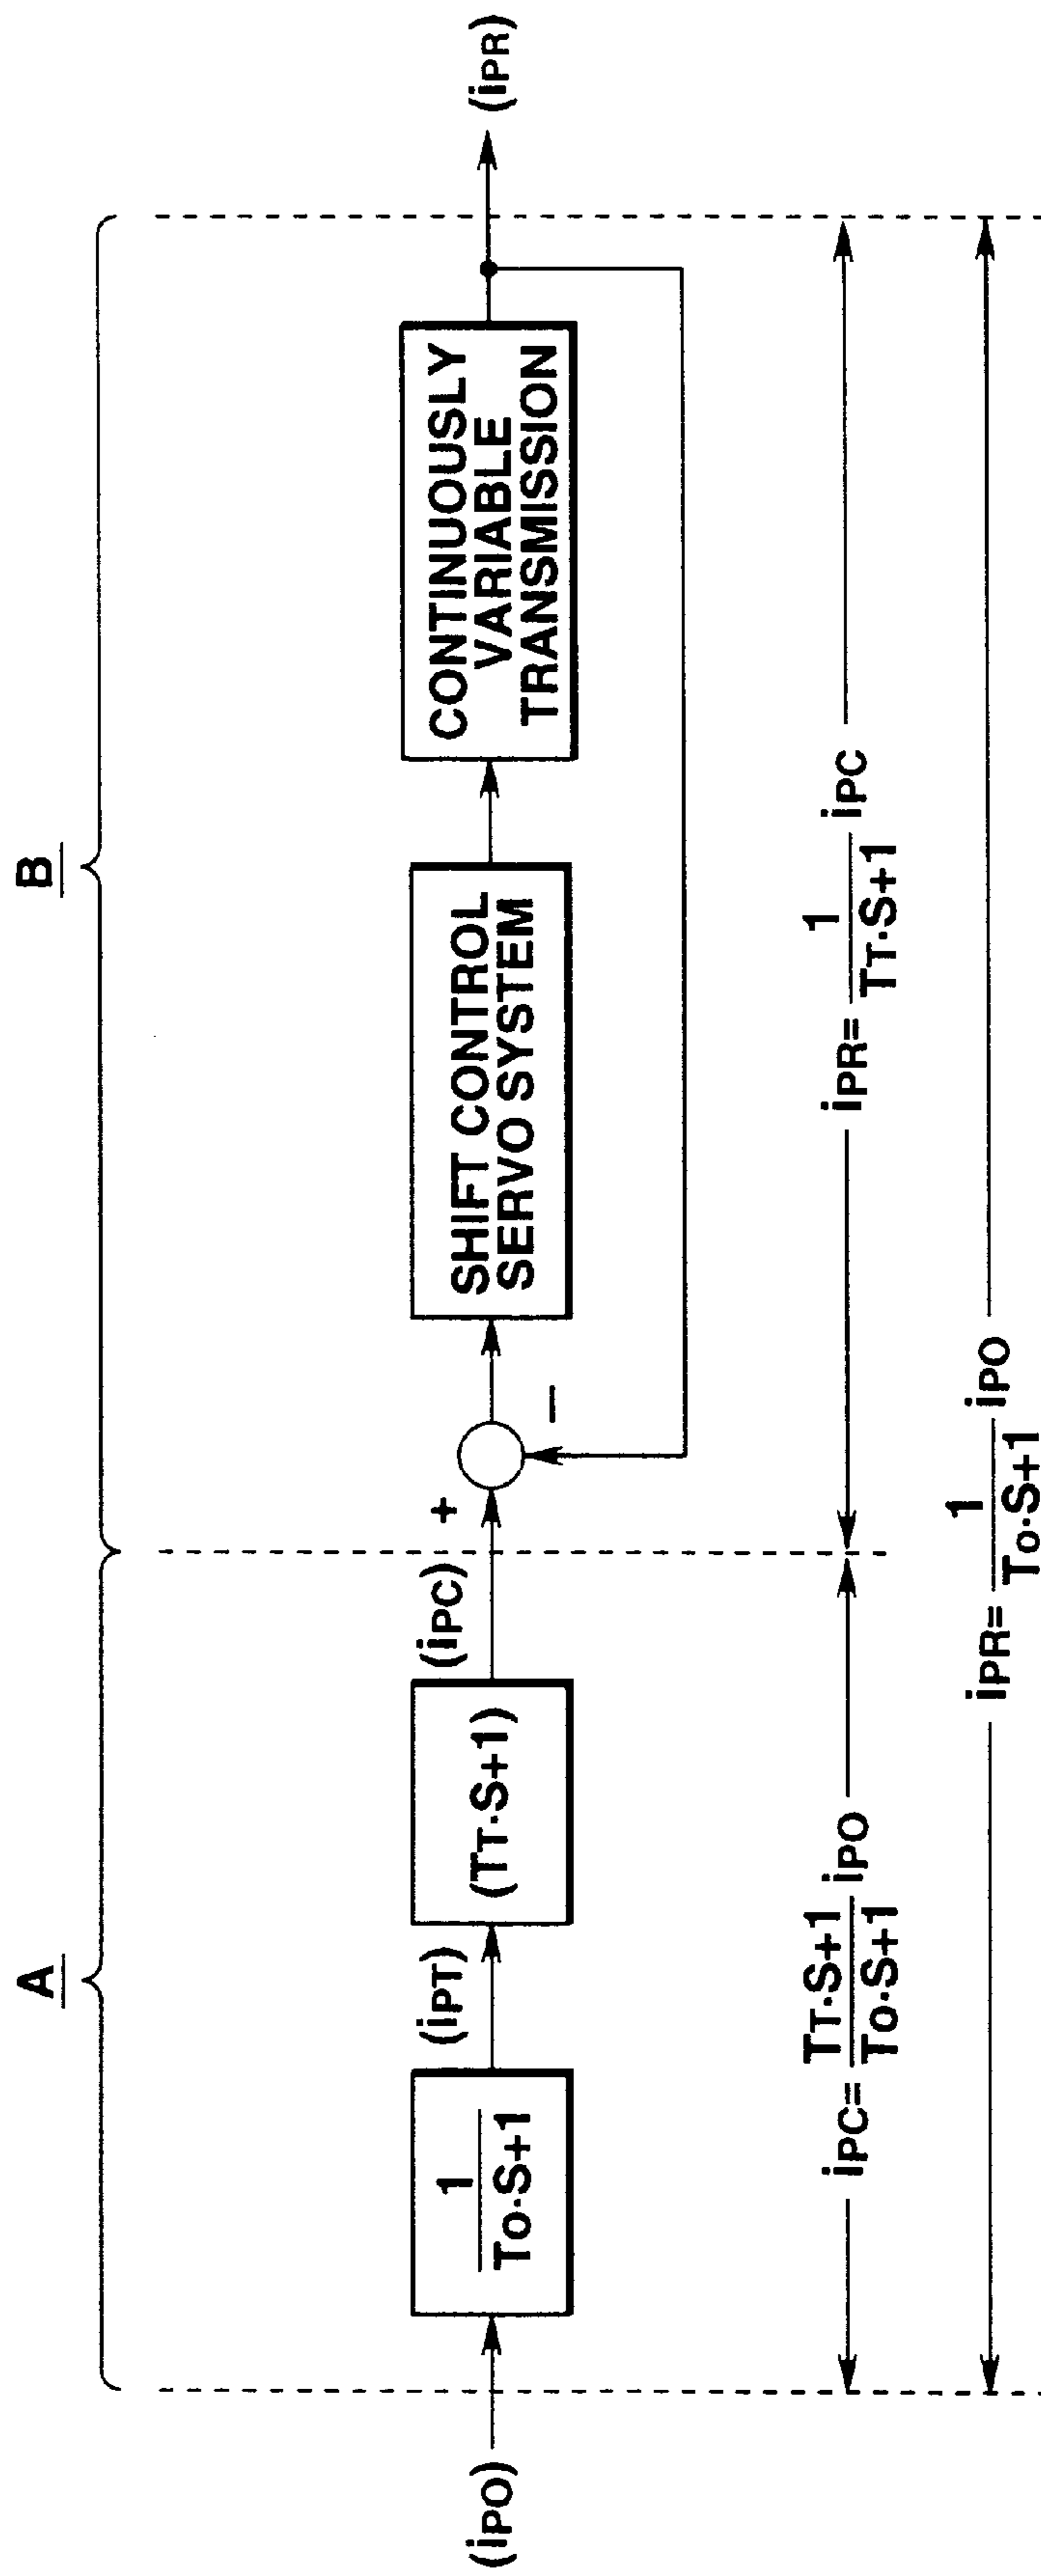 A
B
(iPO)
1
To·S+1
(iPT)
(TT·S+1)
(iPC)
+
−
SHIFT CONTROL
SERVO SYSTEM
CONTINUOUSLY
VARIABLE
TRANSMISSION
(iPR)
iPC= TT·S+1 / To·S+1 iPO
iPR= 1 / TT·S+1 iPC
iPR= 1 / To·S+1 iPO